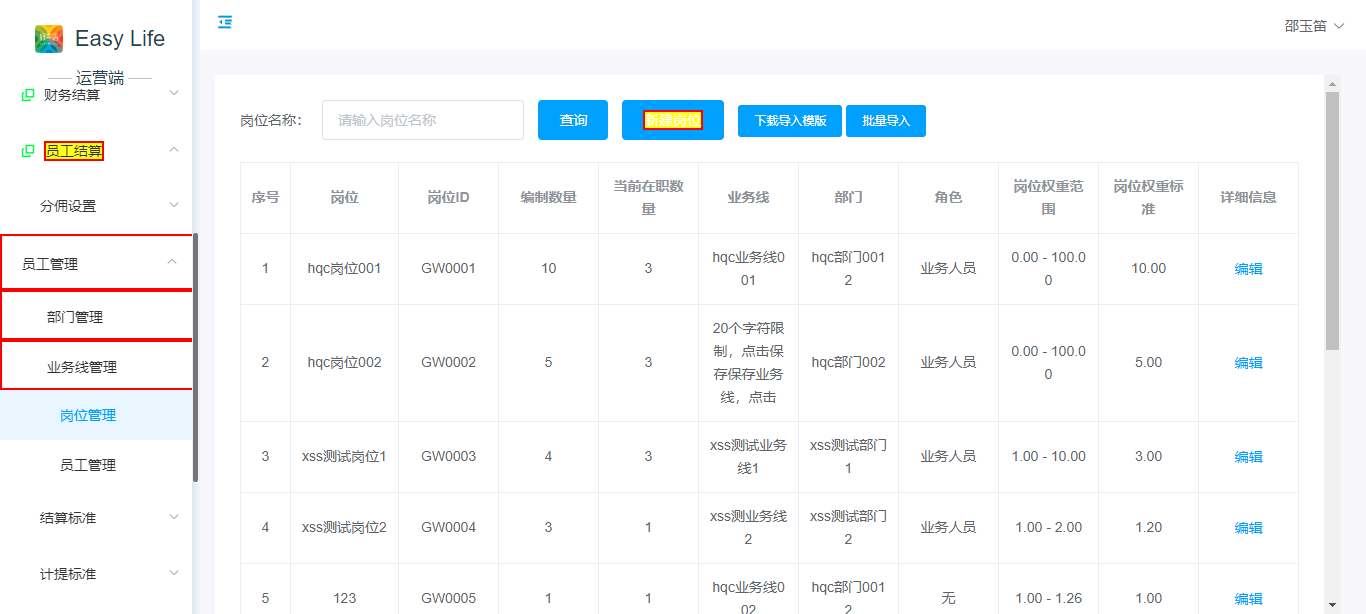 Easy Life
运营端
财务结算
员工结算
分佣设置
员工管理
部门管理
业务线管理
岗位管理
员工管理
结算标准
计提标准
邵玉笛
岗位名称：
请输入岗位名称
查询
新增岗位
下载导入模版
批量导入
序号
岗位
岗位ID
编制数量
当前在职数
量
业务线
部门
角色
岗位权重范
围
岗位权重标
准
详细信息
1
hqc岗位001
GW0001
10
3
hqc业务线0
01
hqc部门001
2
业务人员
0.00 - 100.0
0
10.00
编辑
2
hqc岗位002
GW0002
5
3
20个字符限
制，点击保
存保存业务
线，点击
hqc部门002
业务人员
0.00 - 100.0
0
5.00
编辑
3
xss测试岗位1
GW0003
4
3
xss测试业务
线1
xss测试部门
1
业务人员
1.00 - 10.00
3.00
编辑
4
xss测试岗位2
GW0004
3
1
xss测业务线
2
xss测试部门
2
业务人员
1.00 - 2.00
1.20
编辑
5
123
GW0005
1
1
hqc业务线0
02
hqc部门001
2
无
1.00 - 1.26
1.00
编辑